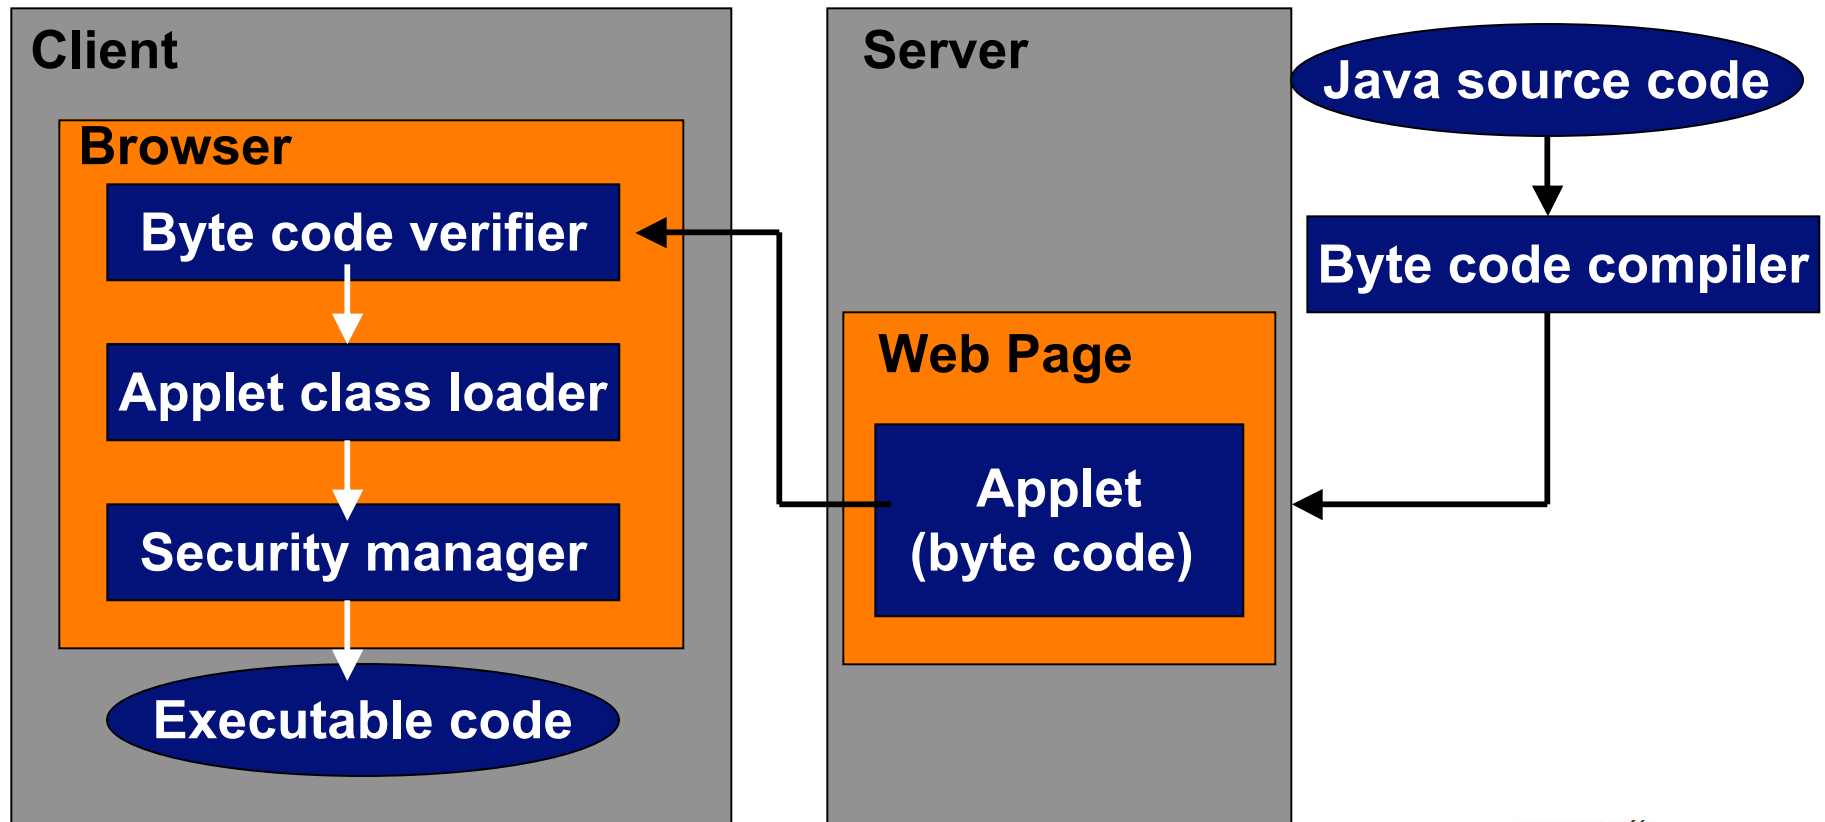 Client
Browser
Byte code verifier
Applet class loader
Security manager
Executable code
Server
Web Page
Applet
(byte code)
Java source code
Byte code compiler